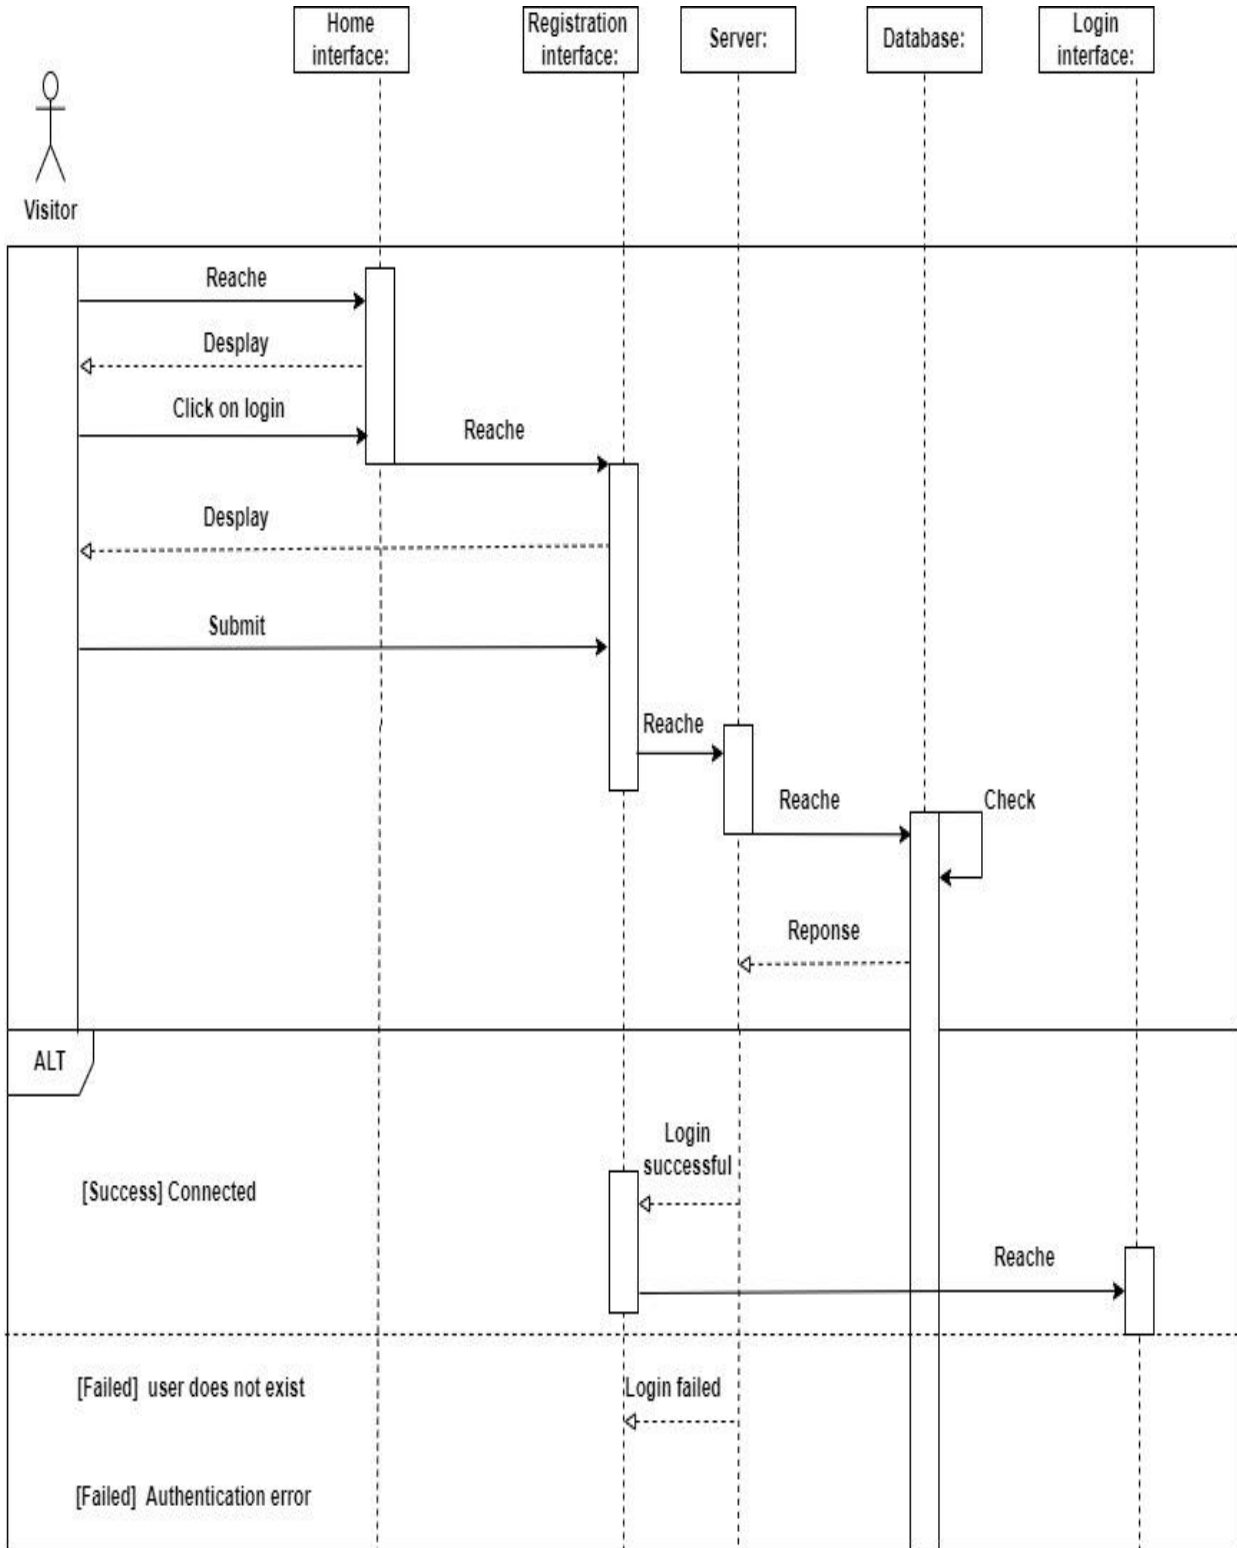 Home
interface:
Registration
interface:
Server:
Database:
Login
interface:
Visitor
Reache
Desplay
Click on login
Reache
Desplay
Submit
Reache
Reache
Check
Reponse
ALT
Login
successful
[Success] Connected
Reache
[Failed] user does not exist
Login failed
[Failed] Authentication error